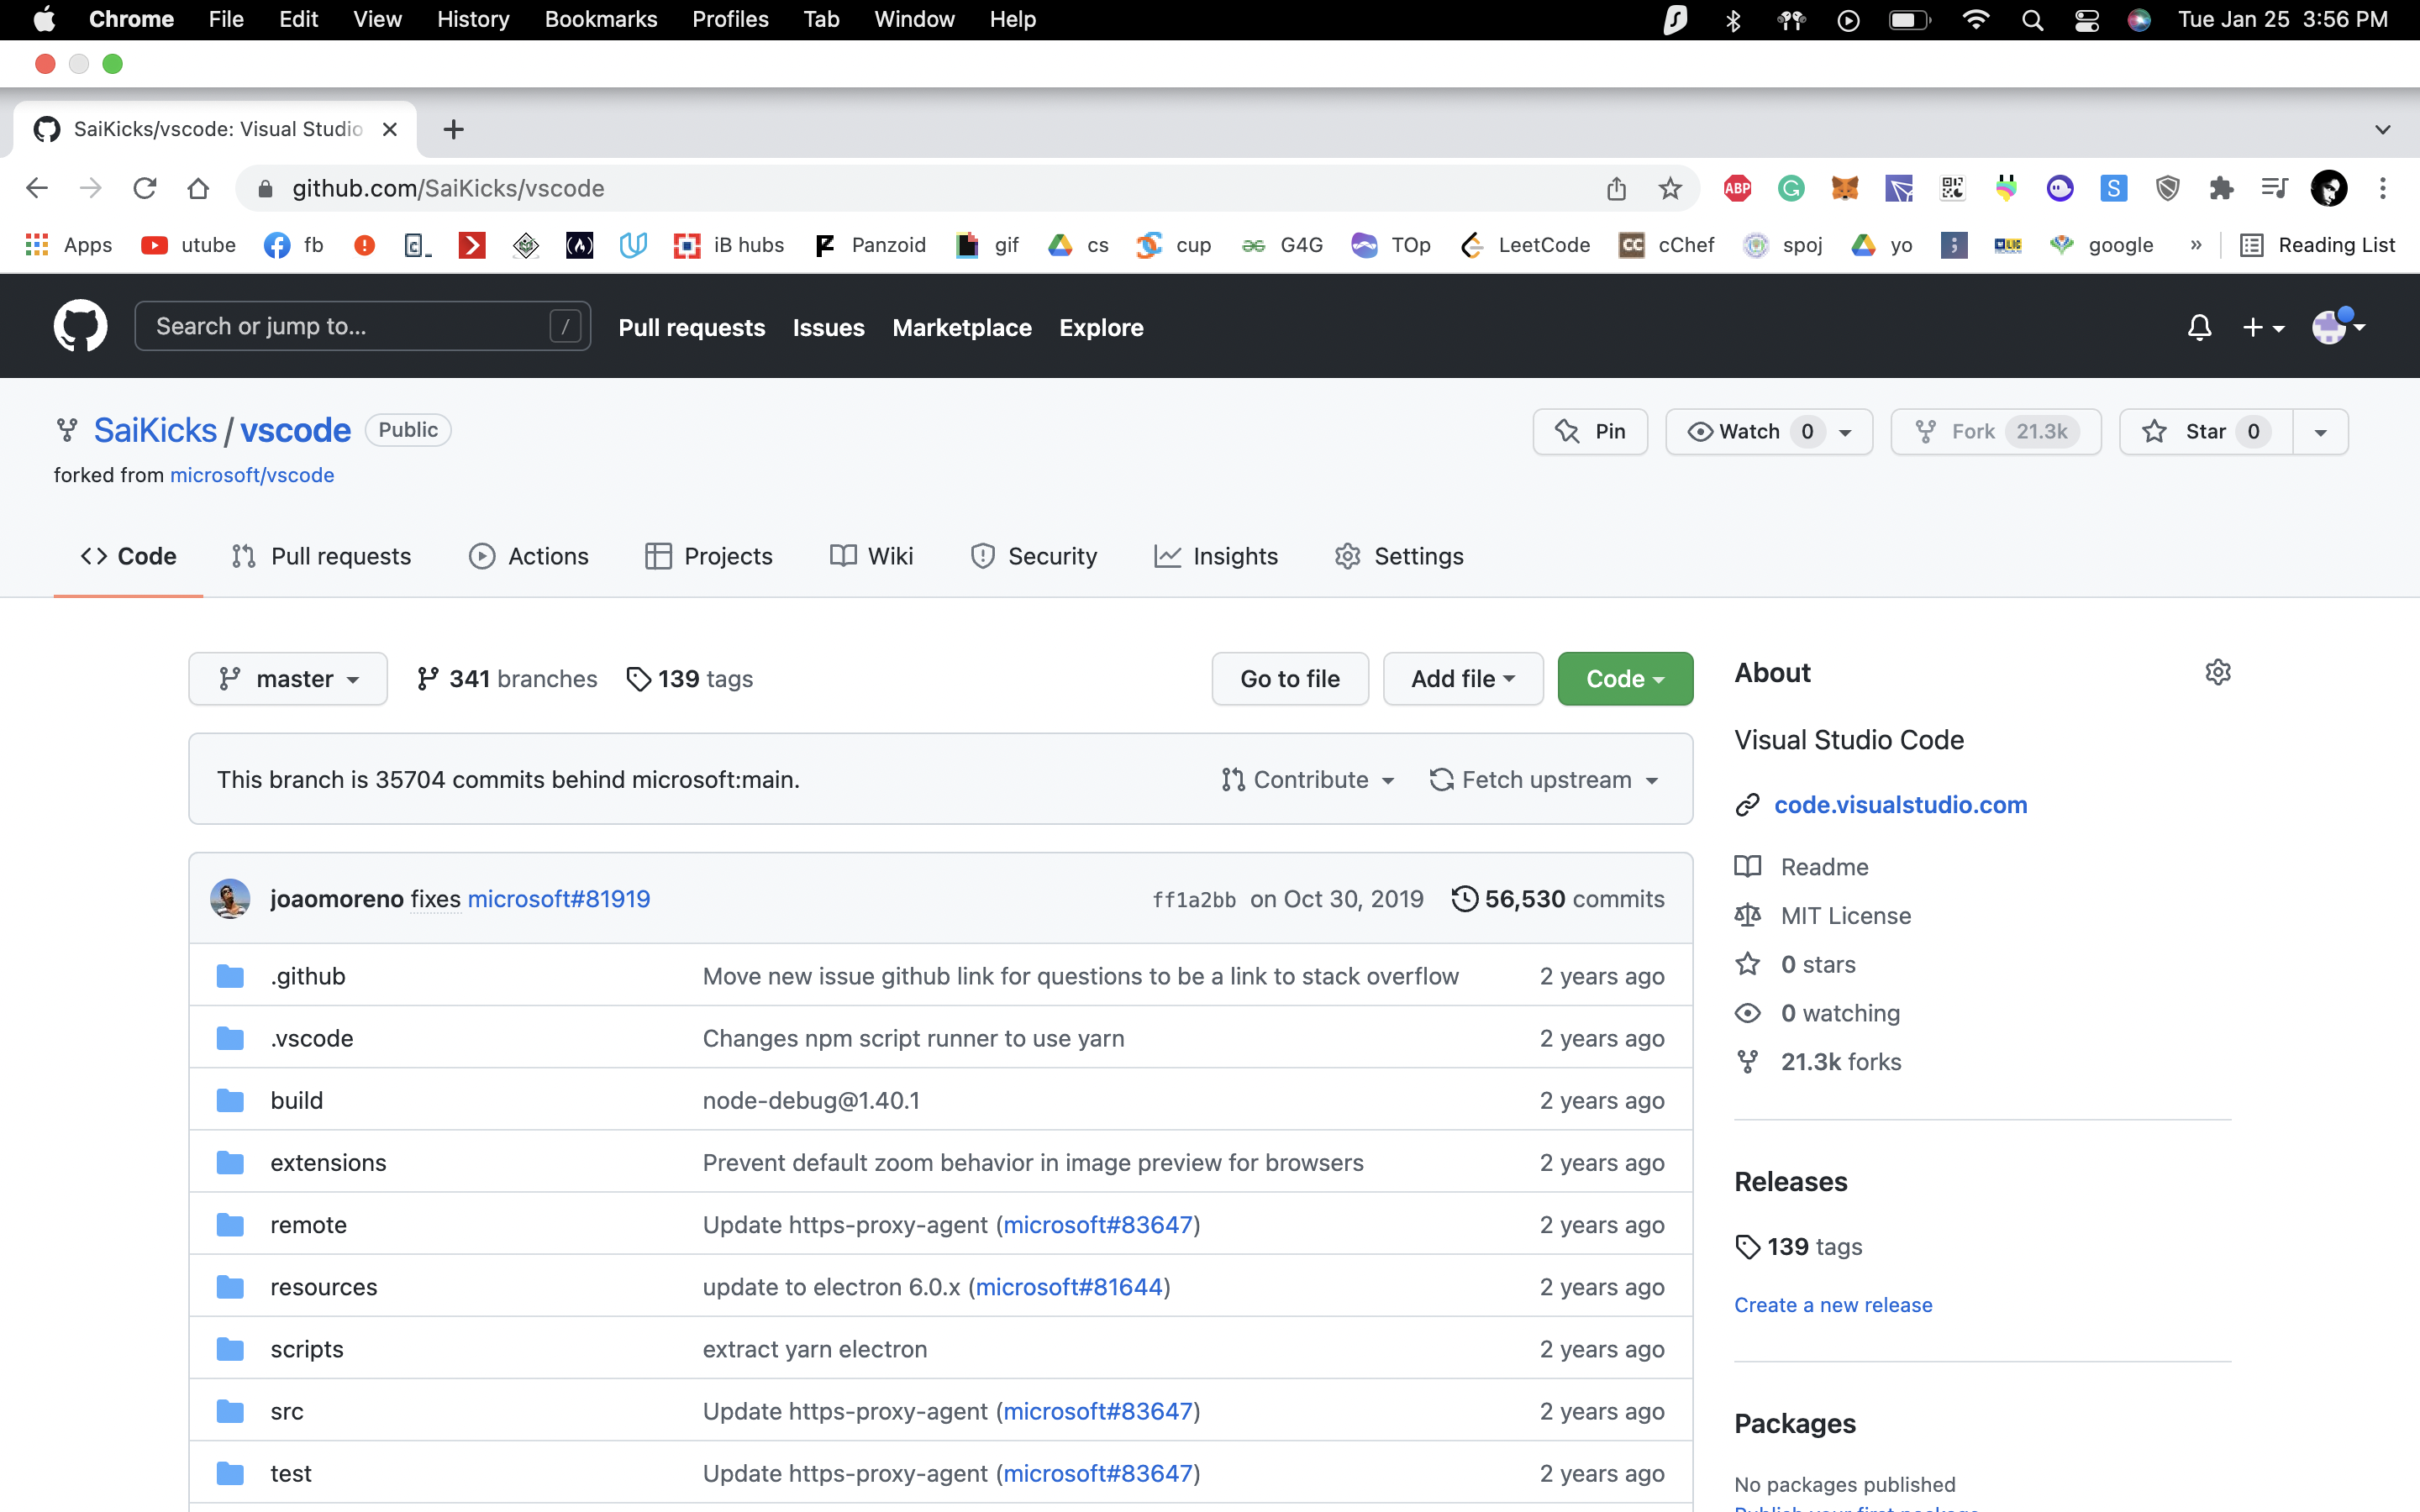 Chrome File Edit View History Bookmarks Profiles Tab Window Help Tue Jan 25 3:56 PM
SaiKicks/vscode: Visual Studio
github.com/SaiKicks/vscode
Apps utube fb iB hubs Panzoid gif cs cup G4G TOp LeetCode cChef spoj yo google » Reading List
Search or jump to... / Pull requests Issues Marketplace Explore
SaiKicks / vscode Public Pin Watch 0 Fork 21.3k Star 0
forked from microsoft/vscode
Code Pull requests Actions Projects Wiki Security Insights Settings
master 341 branches 139 tags Go to file Add file Code
This branch is 35704 commits behind microsoft:main. Contribute Fetch upstream
joaomoreno fixes microsoft#81919 ff1a2bb on Oct 30, 2019 56,530 commits
.github Move new issue github link for questions to be a link to stack overflow 2 years ago
.vscode Changes npm script runner to use yarn 2 years ago
build node-debug@1.40.1 2 years ago
extensions Prevent default zoom behavior in image preview for browsers 2 years ago
remote Update https-proxy-agent (microsoft#83647) 2 years ago
resources update to electron 6.0.x (microsoft#81644) 2 years ago
scripts extract yarn electron 2 years ago
src Update https-proxy-agent (microsoft#83647) 2 years ago
test Update https-proxy-agent (microsoft#83647) 2 years ago
About
Visual Studio Code
code.visualstudio.com
Readme
MIT License
0 stars
0 watching
21.3k forks
Releases
139 tags
Create a new release
Packages
No packages published